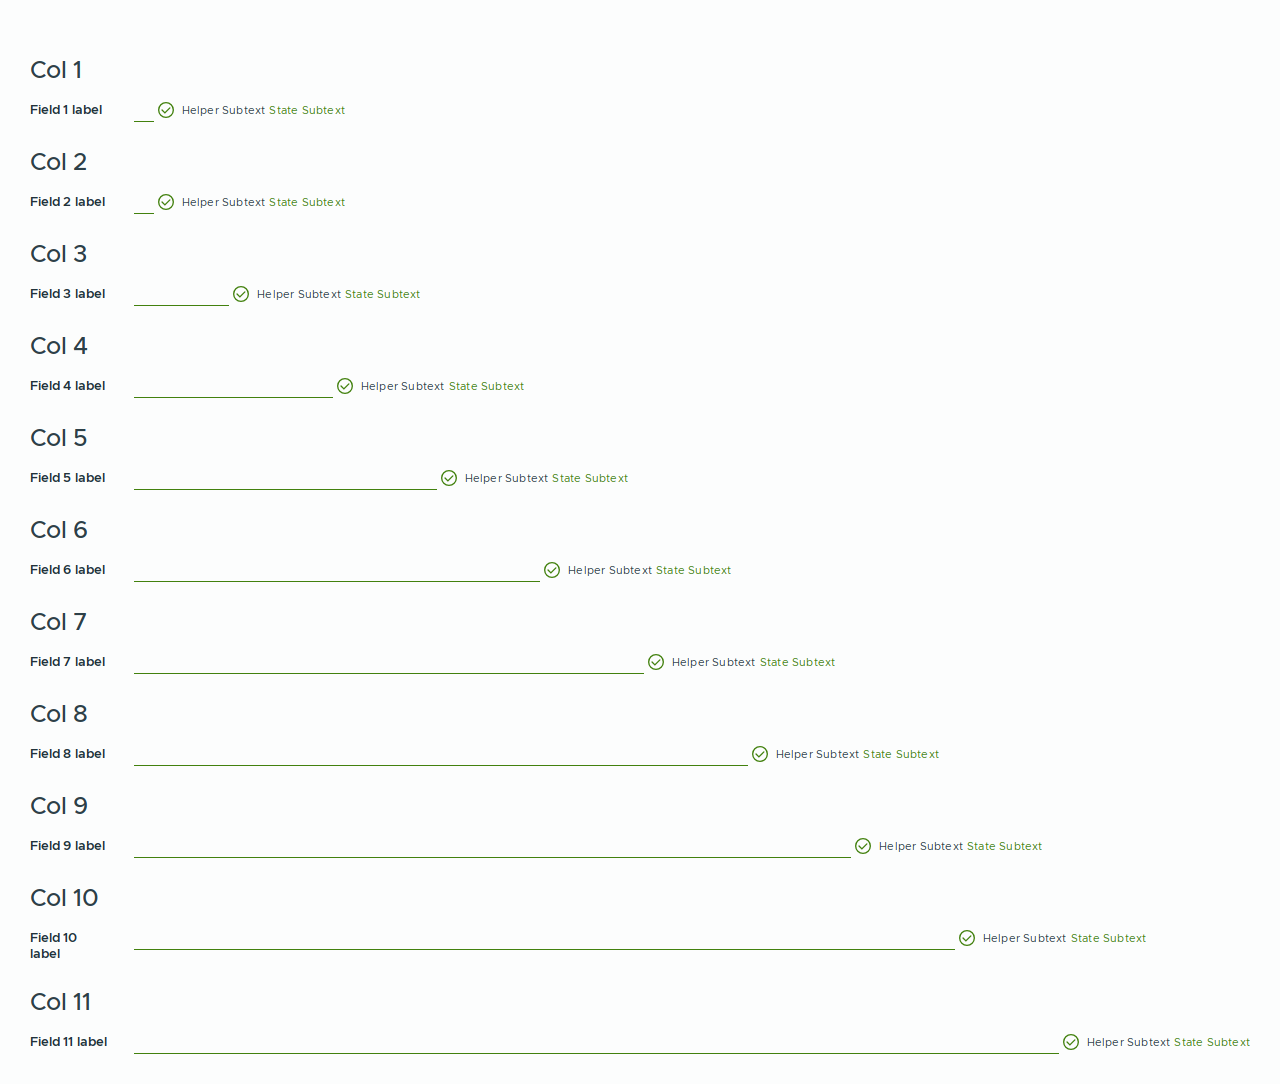 Col 1
Field 1 label Helper Subtext State Subtext
Col 2
Field 2 label Helper Subtext State Subtext
Col 3
Field 3 label Helper Subtext State Subtext
Col 4
Field 4 label Helper Subtext State Subtext
Col 5
Field 5 label Helper Subtext State Subtext
Col 6
Field 6 label Helper Subtext State Subtext
Col 7
Field 7 label Helper Subtext State Subtext
Col 8
Field 8 label Helper Subtext State Subtext
Col 9
Field 9 label Helper Subtext State Subtext
Col 10
Field 10 Helper Subtext State Subtext
label
Col 11
Field 11 label Helper Subtext State Subtext